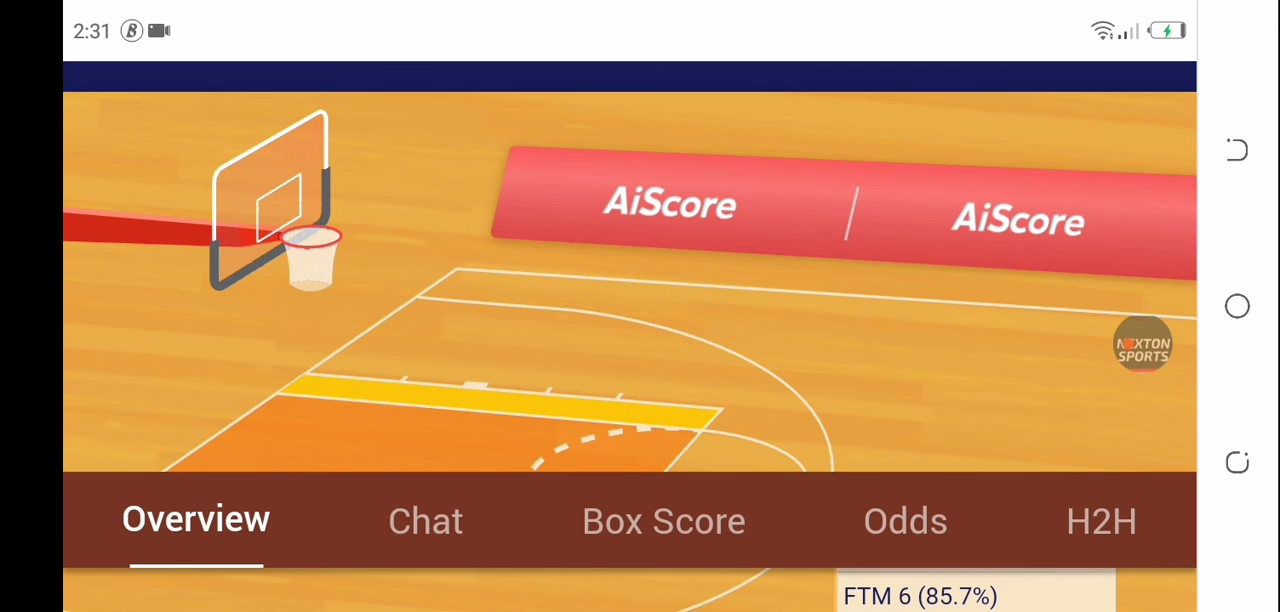 2:31
AiScore
AiScore
NEXTON
SPORTS
Overview
Chat
Box Score
Odds
H2H
FTM 6 (85.7%)